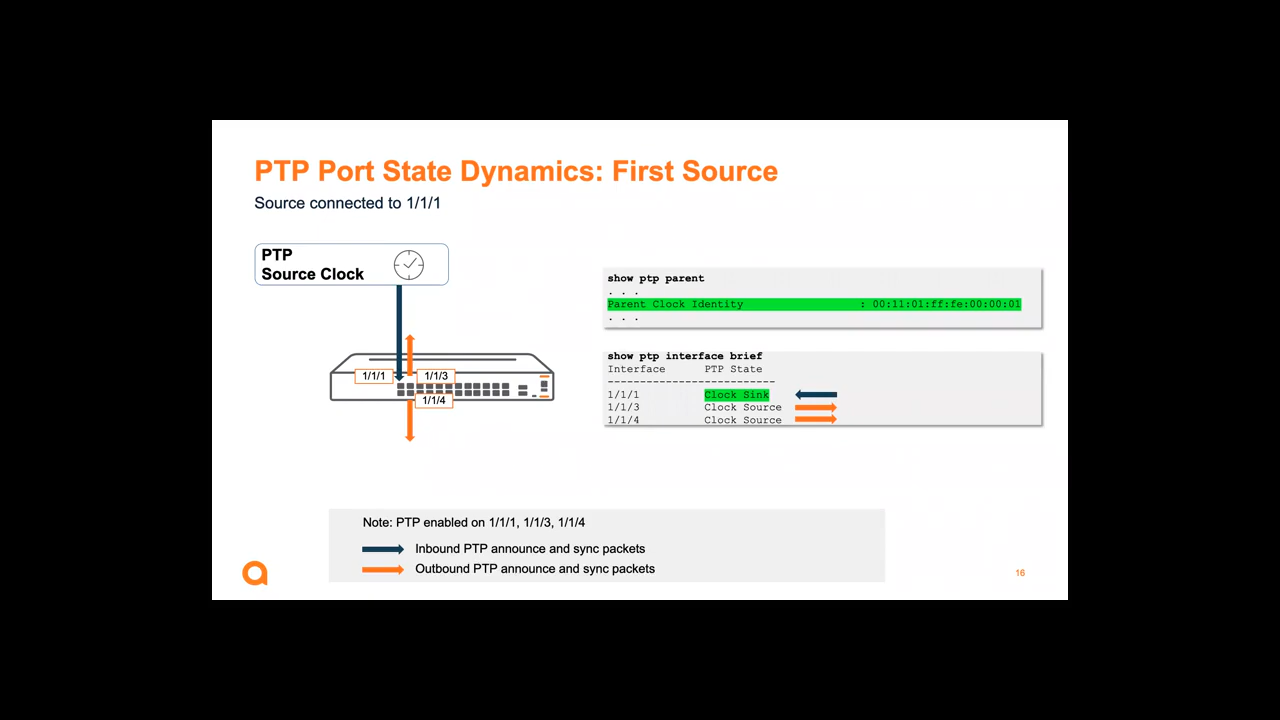 PTP Port State Dynamics: First Source
Source connected to 1/1/1
PTP
Source Clock
1/1/1
1/1/3
1/1/4
show ptp parent
. . .
Parent Clock Identity : 00:11:01:ff:fe:00:00:01
. . .
show ptp interface brief
Interface PTP State
--------------------------
1/1/1 Clock Sink
1/1/3 Clock Source
1/1/4 Clock Source
Note: PTP enabled on 1/1/1, 1/1/3, 1/1/4
Inbound PTP announce and sync packets
Outbound PTP announce and sync packets
16